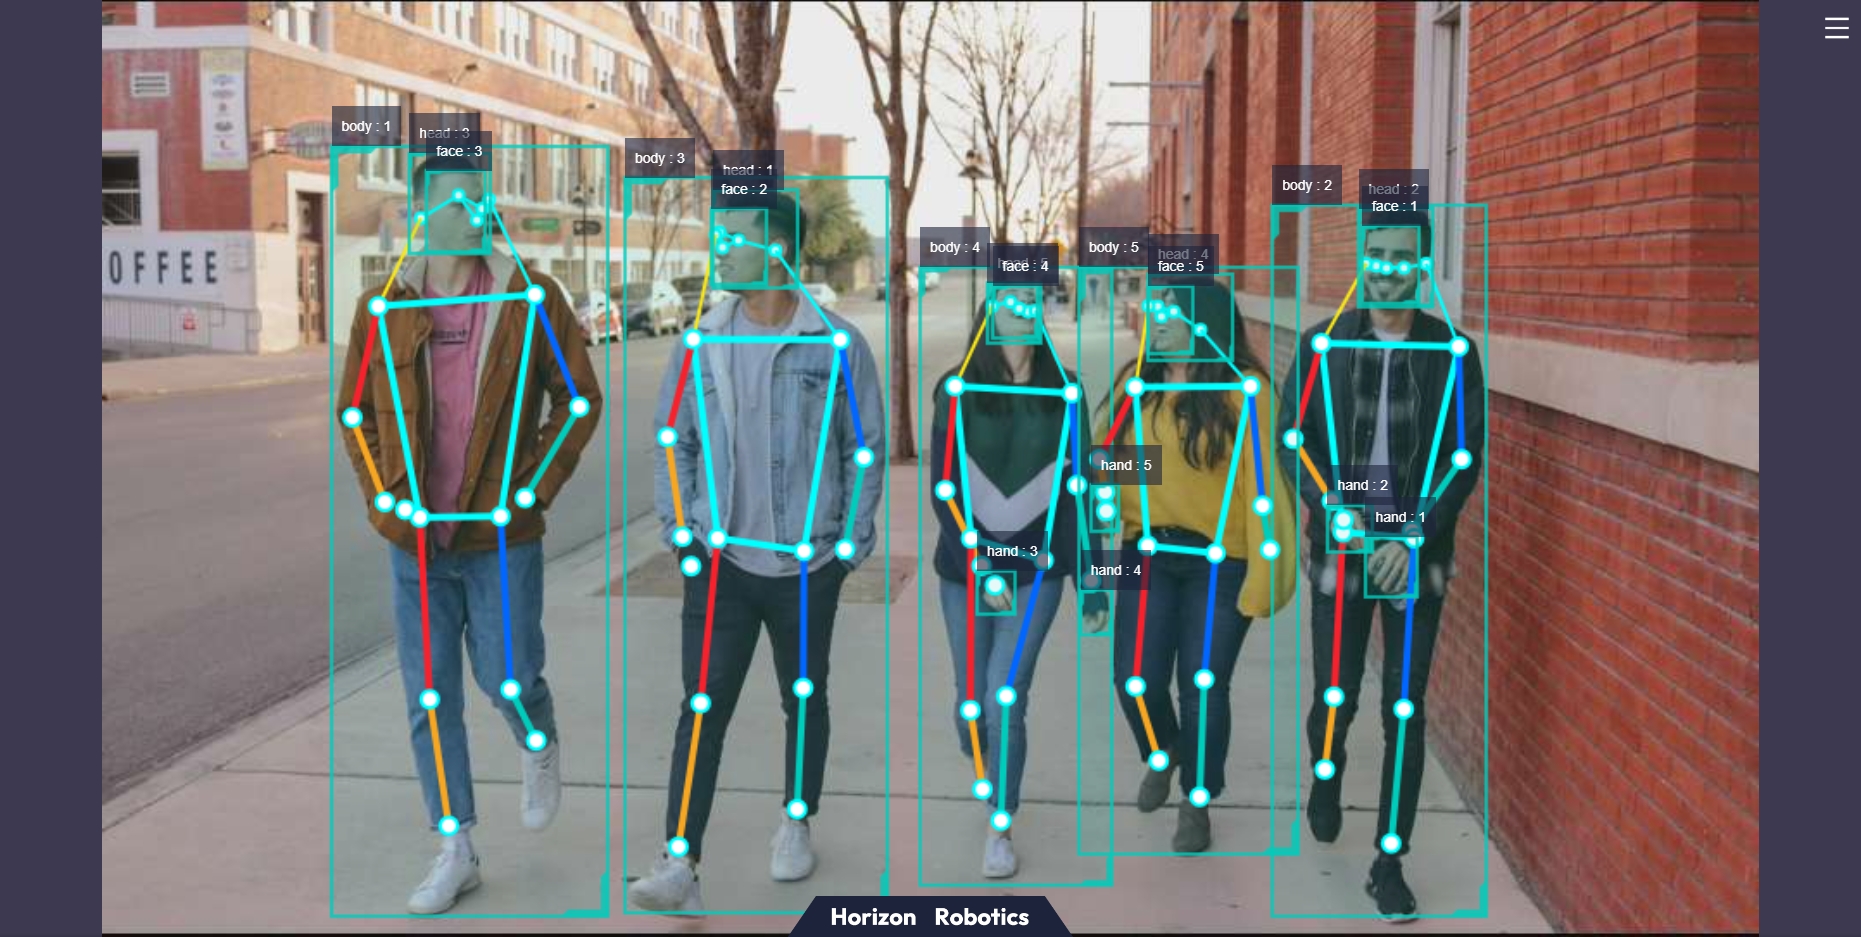 body : 1
head : 3
face : 3
body : 3
head : 1
face : 2
body : 4
face : 4
body : 5
head : 4
face : 5
body : 2
head : 2
face : 1
OFFEE
hand : 5
hand : 2
hand : 1
hand : 3
hand : 4
Horizon Robotics